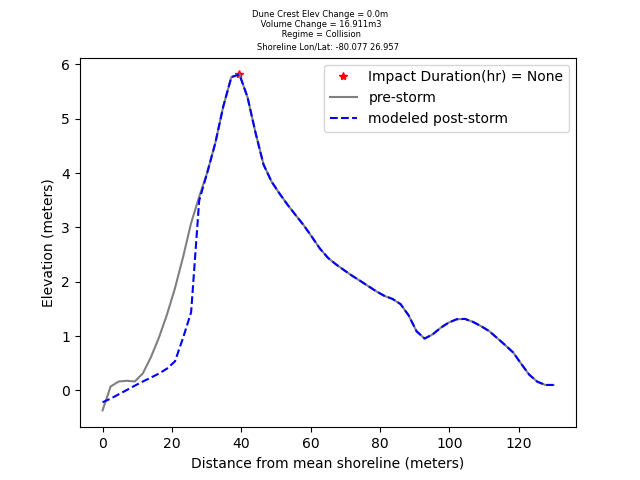 Dune Crest Elev Change = 0.0m
Volume Change = 16.911m3
Regime = Collision
Shoreline Lon/Lat: -80.077 26.957
Impact Duration(hr) = None
pre-storm
modeled post-storm
Elevation (meters)
6
5
4
3
2
1
0
0 20 40 60 80 100 120
Distance from mean shoreline (meters)